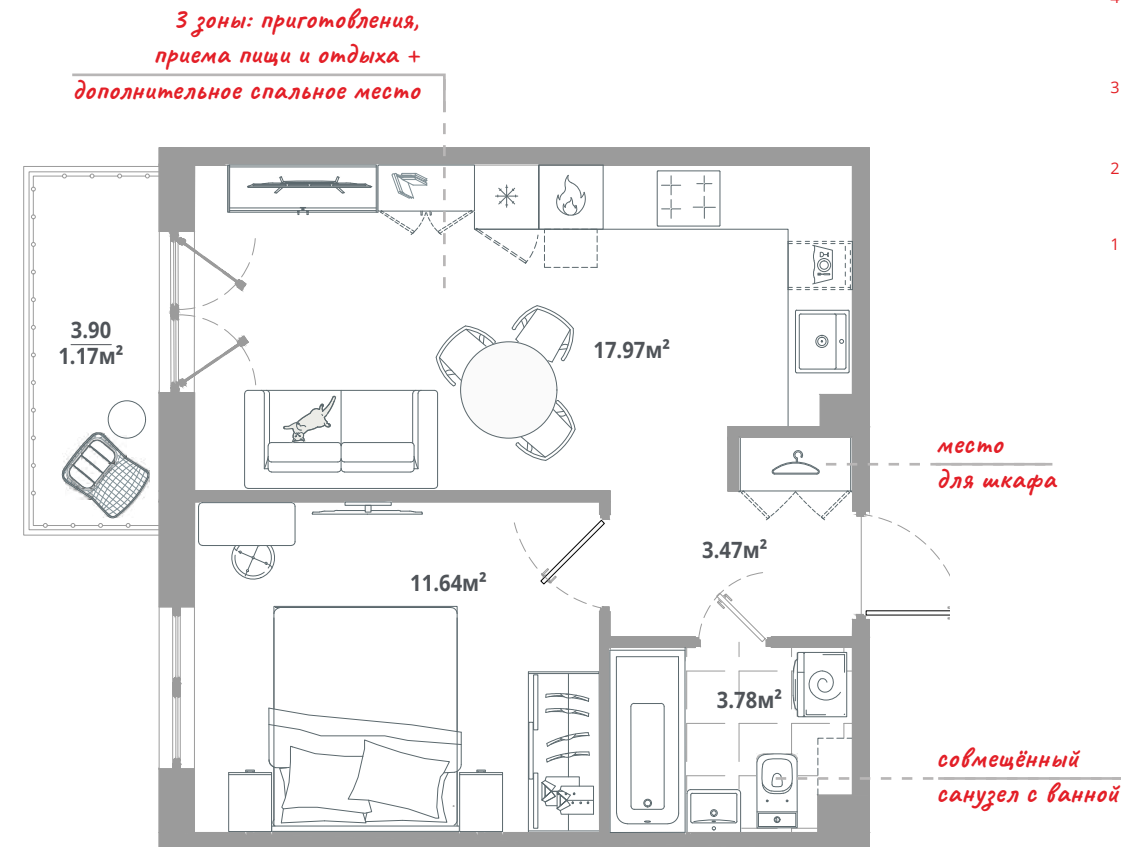 3 зоны: приготовления,
приема пищи и отдыха +
дополнительное спальное место
3
2
1
3.90
1.17м²
17.97м²
место
для шкафа
3.47м²
11.64м²
3.78м²
совмещённый
санузел с ванной